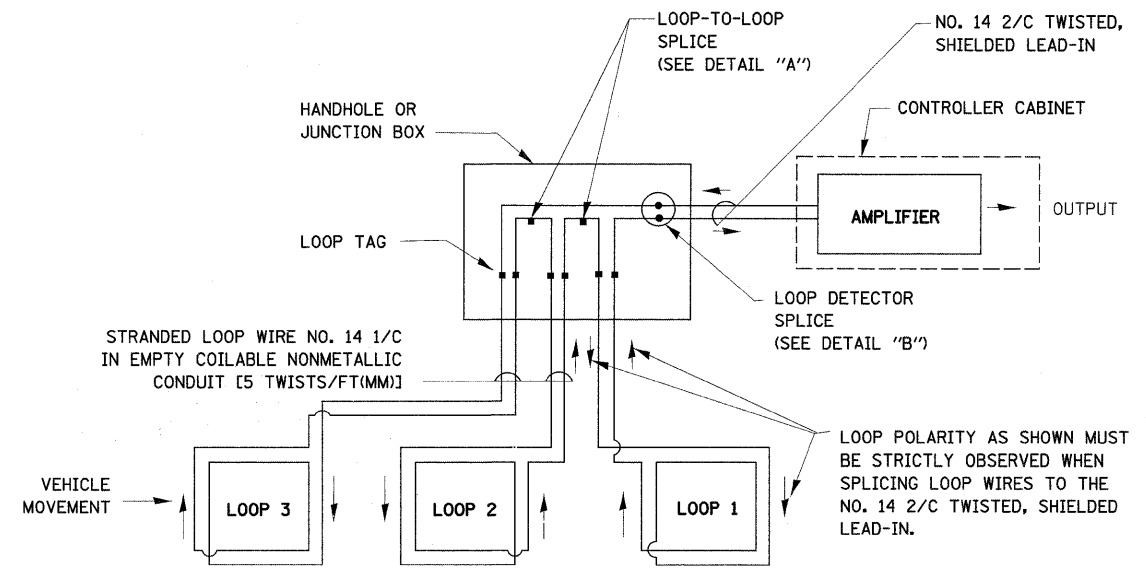 LOOP-TO-LOOP
SPLICE
(SEE DETAIL "A")
NO. 14 2/C TWISTED,
SHIELDED LEAD-IN
HANDHOLE OR
JUNCTION BOX
CONTROLLER CABINET
AMPLIFIER
OUTPUT
LOOP TAG
LOOP DETECTOR
SPLICE
(SEE DETAIL "B")
STRANDED LOOP WIRE NO. 14 1/C
IN EMPTY COILABLE NONMETALLIC
CONDUIT [5 TWISTS/FT(MM)]
LOOP POLARITY AS SHOWN MUST
BE STRICTLY OBSERVED WHEN
SPLICING LOOP WIRES TO THE
NO. 14 2/C TWISTED, SHIELDED
LEAD-IN.
VEHICLE
MOVEMENT
LOOP 3
LOOP 2
LOOP 1